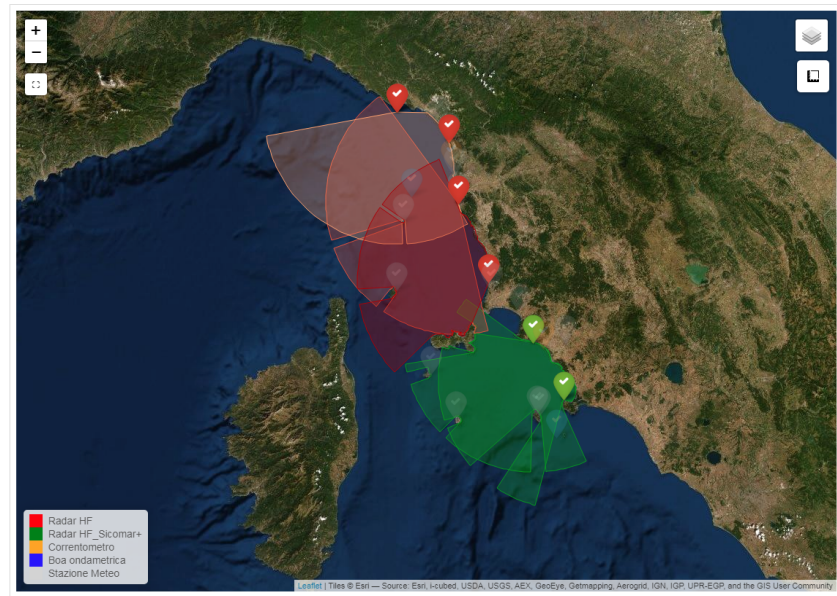 +
−
Radar HF
Radar HF_Sicomar+
Correntometro
Boa ondametrica
Stazione Meteo
Leaflet | Tiles © Esri — Source: Esri, i-cubed, USDA, USGS, AEX, GeoEye, Getmapping, Aerogrid, IGN, IGP, UPR-EGP, and the GIS User Community